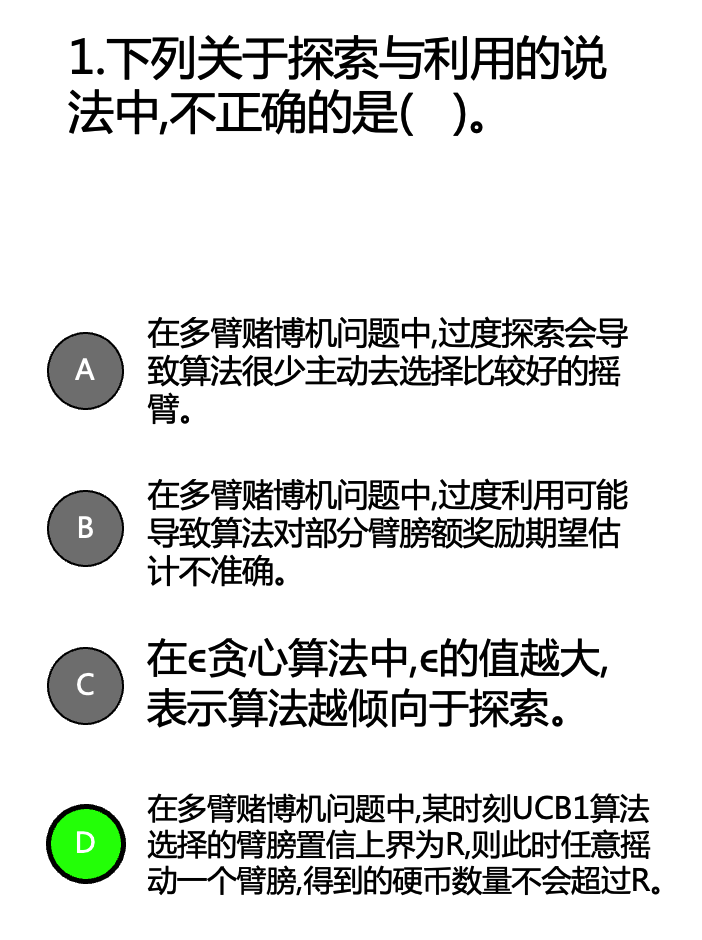 1.下列关于探索与利用的说
法中,不正确的是(   )。
A
在多臂赌博机问题中,过度探索会导
致算法很少主动去选择比较好的摇
臂。
B
在多臂赌博机问题中,过度利用可能
导致算法对部分臂膀额奖励期望估
计不准确。
C
在ϵ贪心算法中,ϵ的值越大,
表示算法越倾向于探索。
D
在多臂赌博机问题中,某时刻UCB1算法
选择的臂膀置信上界为R,则此时任意摇
动一个臂膀,得到的硬币数量不会超过R。